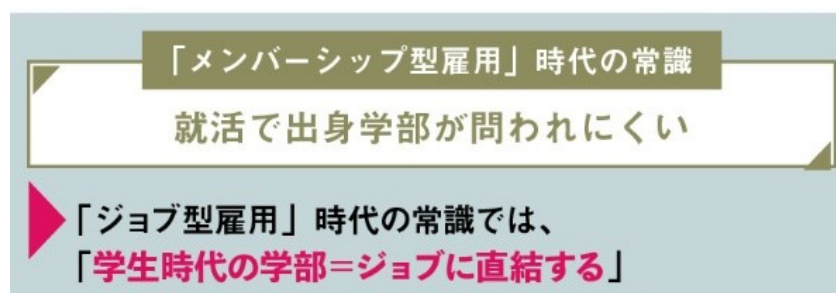 「メンバーシップ型雇用」時代の常識
就活で出身学部が問われにくい
「ジョブ型雇用」時代の常識では、
「学生時代の学部=ジョブに直結する」